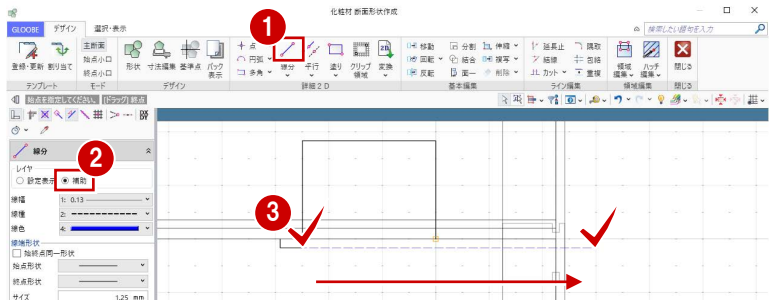 化粧材 断面形状作成
GLOOBE デザイン 選択・表示 検索したい語句を入力
登録・更新 割り当て 主断面 始点小口 終点小口 形状 寸法編集 基準点 バック表示
点 円弧 多角 線分 平行 塗り クリップ領域 変換
移動 回転 反転 分割 結合 面一 伸縮 複写 削除
延長止 結線 カット 隅取 包絡 重複 領域編集 ハッチ編集 閉じる
テンプレート モード デザイン 詳細２Ｄ 基本編集 ライン編集 領域編集 閉じる
始点を指定してください。 [ドラッグ] 終点
1
線分
2
レイヤ
設定表示 補助
線幅 1: 0.13
線種 2:
線色 4:
線端形状
始終点同一形状
始点形状
終点形状
サイズ 1.25 mm
3